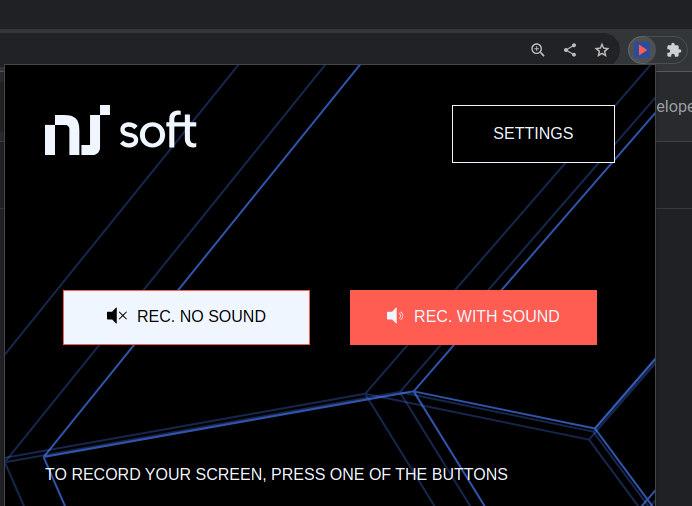 nj soft
SETTINGS
elope
REC. NO SOUND
REC. WITH SOUND
TO RECORD YOUR SCREEN, PRESS ONE OF THE BUTTONS